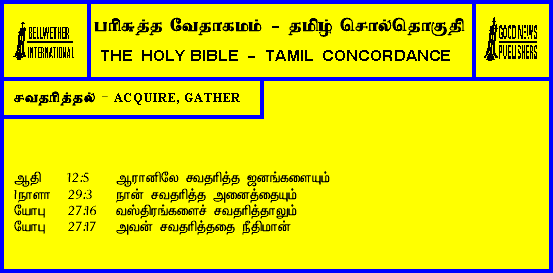 BELLWETHER
INTERNATIONAL
பரிசுத்த வேதாகமம் - தமிழ் சொல்தொகுதி
THE HOLY BIBLE - TAMIL CONCORDANCE
GOOD NEWS
PUBLISHERS
சவதரித்தல் - ACQUIRE, GATHER
ஆதி 12:5 ஆரானிலே சவதரித்த ஜனங்களையும்
1நாளா 29:3 நான் சவதரித்த அனைத்தையும்
யோபு 27:16 வஸ்திரங்களைச் சவதரித்தாலும்
யோபு 27:17 அவன் சவதரித்ததை நீதிமான்